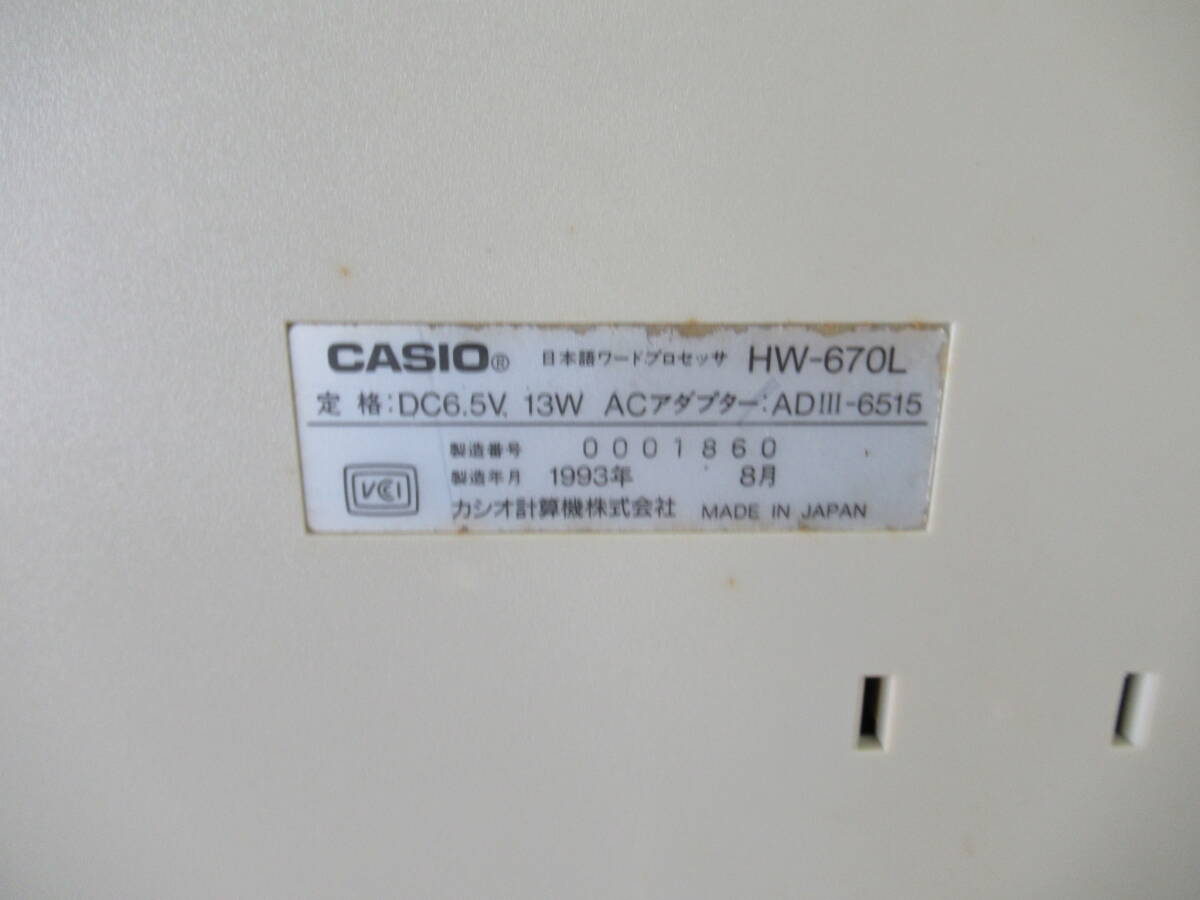 CASIO® 日本語ワードプロセッサ HW-670L
定 格:DC6.5V, 13W ACアダプター:ADIII-6515
製造番号 0001860
製造年月 1993年 8月
VCCI カシオ計算機株式会社 MADE IN JAPAN